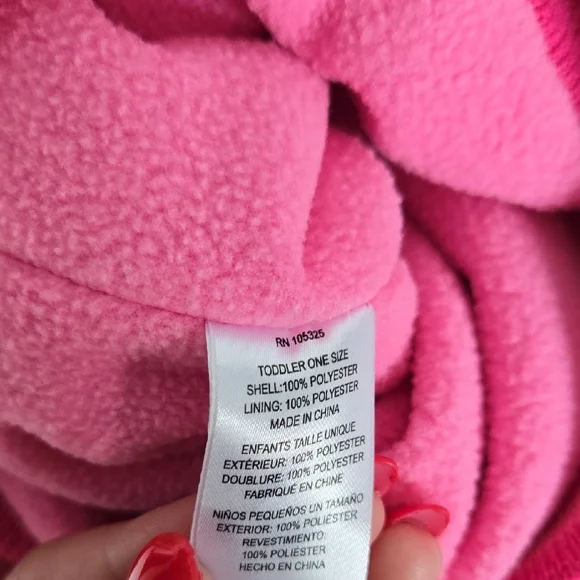 RN 105325
TODDLER ONE SIZE
SHELL:100% POLYESTER
LINING: 100% POLYESTER
MADE IN CHINA
ENFANTS TAILLE UNIQUE
EXTÉRIEUR: 100% POLYESTER
DOUBLURE: 100% POLYESTER
FABRIQUÉ EN CHINE
NIÑOS PEQUEÑOS UN TAMAÑO
EXTERIOR: 100% POLIÉSTER
REVESTIMIENTO:
100% POLIÉSTER
HECHO EN CHINA